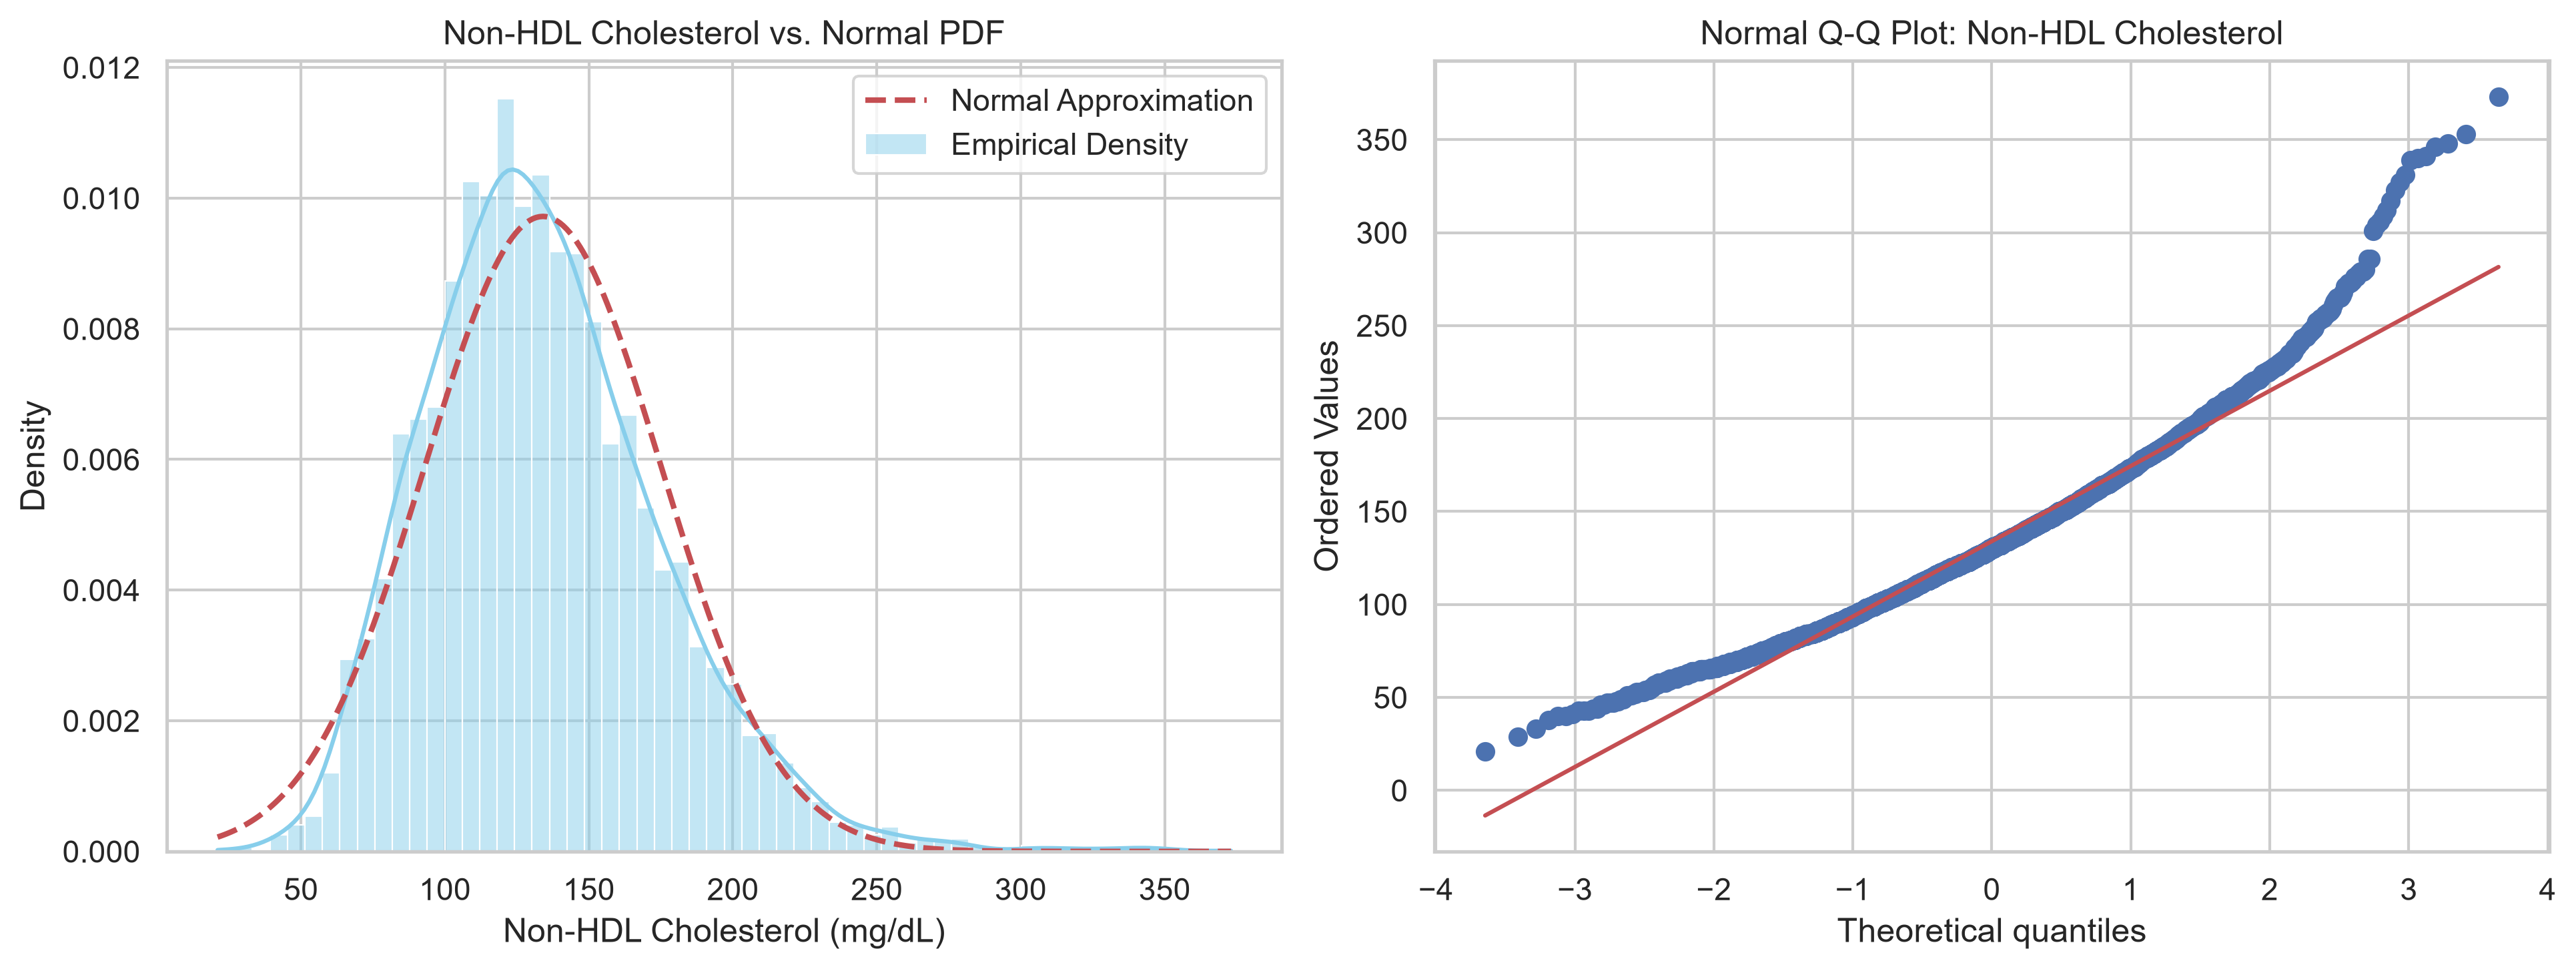 Non-HDL Cholesterol vs. Normal PDF
Normal Approximation
Empirical Density
Density
0.012
0.010
0.008
0.006
0.004
0.002
0.000
50 100 150 200 250 300 350
Non-HDL Cholesterol (mg/dL)
Normal Q-Q Plot: Non-HDL Cholesterol
Ordered Values
350
300
250
200
150
100
50
0
−4 −3 −2 −1 0 1 2 3 4
Theoretical quantiles